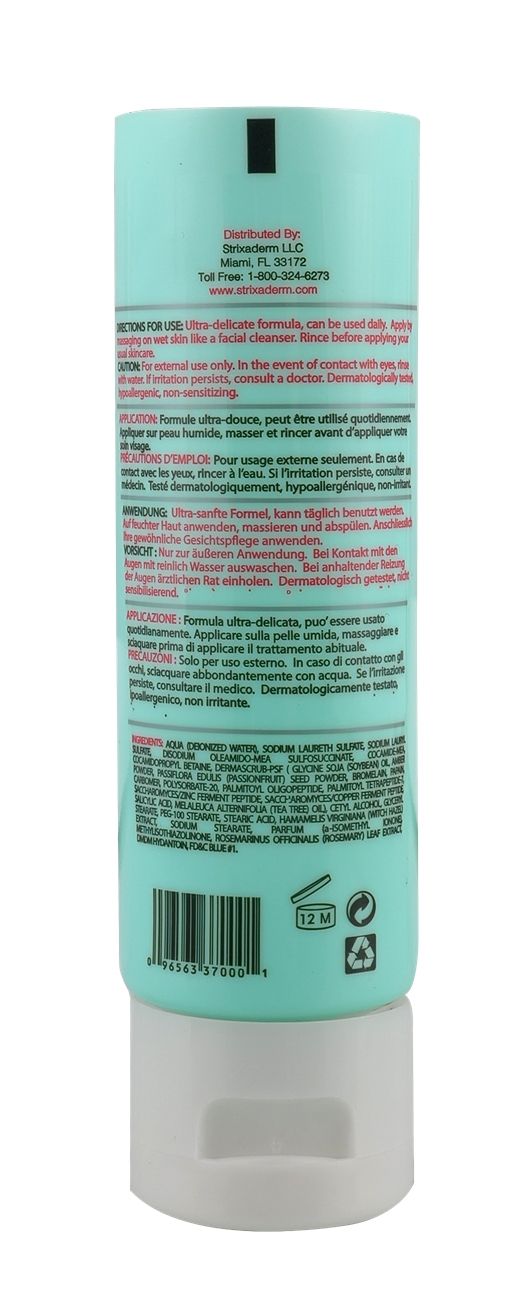 Distributed By:
Strixaderm LLC
Miami, FL 33172
Toll Free: 1-800-324-6273
www.strixaderm.com
DIRECTIONS FOR USE: Ultra-delicate formula, can be used daily. Apply by
massaging on wet skin like a facial cleanser. Rince before applying your
usual skincare.
CAUTION: For external use only. In the event of contact with eyes, rinse
with water. If irritation persists, consult a doctor. Dermatologically tested,
hypoallergenic, non-sensitizing.
APPLICATION: Formule ultra-douce, peut être utilisé quotidiennement.
Appliquer sur peau humide, masser et rincer avant d'appliquer votre
soin visage.
PRÉCAUTIONS D'EMPLOI: Pour usage externe seulement. En cas de
contact avec les yeux, rincer à l'eau. Si l'irritation persiste, consulter un
médecin. Testé dermatologiquement, hypoallergénique, non-irritant.
ANWENDUNG: Ultra-sanfte Formel, kann täglich benutzt werden.
Auf feuchter Haut anwenden, massieren und abspülen. Anschliesslich
Ihre gewöhnliche Gesichtspflege anwenden.
VORSICHT: Nur zur äußeren Anwendung. Bei Kontakt mit den
Augen mit reinlich Wasser auswaschen. Bei anhaltender Reizung
der Augen ärztlichen Rat einholen. Dermatologisch getestet, nicht
sensibilisierend.
APPLICAZIONE : Formula ultra-delicata, puo' essere usato
quotidianamente. Applicare sulla pelle umida, massaggiare e
sciaquare prima di applicare il trattamento abituale.
PRECAUZONI : Solo per uso esterno. In caso di contatto con gli
occhi, sciacquare abbondantemente con acqua. Se l'irritazione
persiste, consultare il medico. Dermatologicamente testato,
ipoallergenico, non irritante.
INGREDIENTS: AQUA (DEIONIZED WATER), SODIUM LAURETH SULFATE, SODIUM LAURYL
SULFATE, DISODIUM OLEAMIDO-MEA SULFOSUCCINATE, COCAMIDE-MEA,
COCAMIDOPROPYL BETAINE, DERMASCRUB-PSF ( GLYCINE SOJA (SOYBEAN) OIL, AMBER
POWDER, PASSIFLORA EDULIS (PASSIONFRUIT) SEED POWDER, BROMELAIN, PAPAIN,
CARBOMER, POLYSORBATE-20, PALMITOYL OLIGOPEPTIDE, PALMITOYL TETRAPEPTIDE-7,
SACCHAROMYCES/ZINC FERMENT PEPTIDE, SACCHAROMYCES/COPPER FERMENT PEPTIDE,
SALICYLIC ACID, MELALEUCA ALTERNIFOLIA (TEA TREE) OIL), CETYL ALCOHOL, GLYCERYL
STEARATE, PEG-100 STEARATE, STEARIC ACID, HAMAMELIS VIRGINIANA (WITCH HAZEL)
EXTRACT, SODIUM STEARATE, PARFUM (a-ISOMETHYL IONONE),
METHYLISOTHIAZOLINONE, ROSEMARINUS OFFICINALIS (ROSEMARY) LEAF EXTRACT,
DMDM HYDANTOIN, FD&C BLUE #1.
12 M
0 96563 37000 1